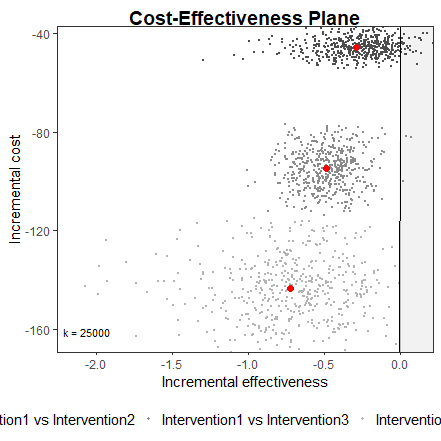 Cost-Effectiveness Plane
Incremental cost
-40
-80
-120
-160
k = 25000
-2.0 -1.5 -1.0 -0.5 0.0
Incremental effectiveness
tion1 vs Intervention2 Intervention1 vs Intervention3 Interventio